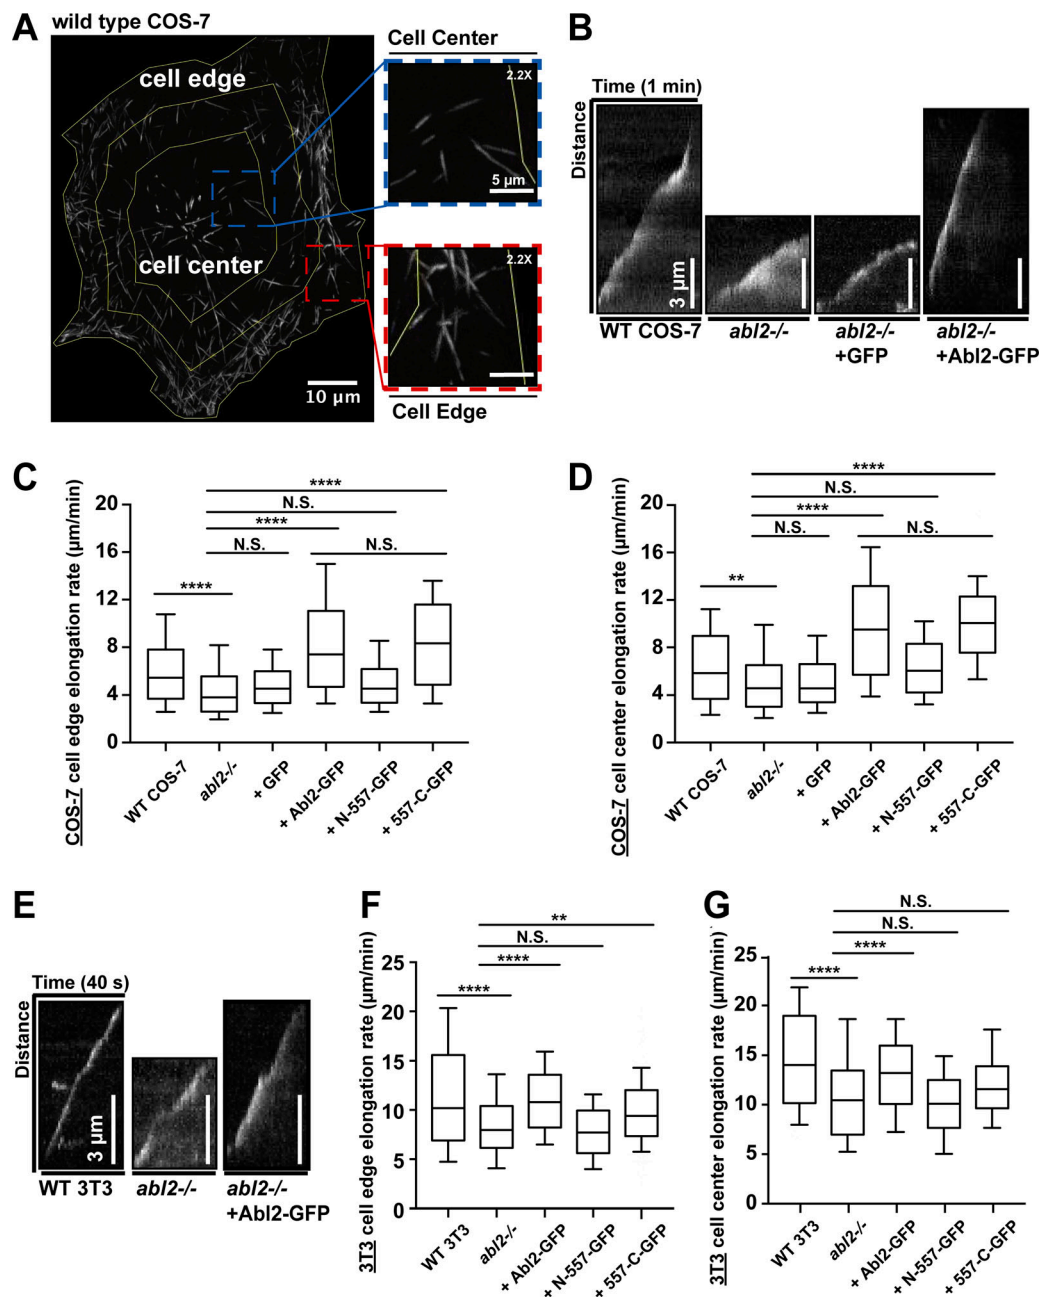 A
wild type COS-7
cell edge
cell center
10 µm
Cell Center
2.2X
5 µm
2.2X
Cell Edge
B
Time (1 min)
Distance
3 µm
WT COS-7
abl2-/-
abl2-/-
+GFP
abl2-/-
+Abl2-GFP
C
COS-7 cell edge elongation rate (µm/min)
20
16
12
8
4
0
****
N.S.
****
N.S.
N.S.
****
WT COS-7
abl2-/-
+ GFP
+ Abl2-GFP
+ N-557-GFP
+ 557-C-GFP
D
COS-7 cell center elongation rate (µm/min)
20
16
12
8
4
0
****
N.S.
****
N.S.
N.S.
**
WT COS-7
abl2-/-
+ GFP
+ Abl2-GFP
+ N-557-GFP
+ 557-C-GFP
E
Time (40 s)
Distance
3 µm
WT 3T3
abl2-/-
abl2-/-
+Abl2-GFP
F
3T3 cell edge elongation rate (µm/min)
25
20
15
10
5
0
**
N.S.
****
****
WT 3T3
abl2-/-
+ Abl2-GFP
+ N-557-GFP
+ 557-C-GFP
G
3T3 cell center elongation rate (µm/min)
25
20
15
10
5
0
N.S.
N.S.
****
****
WT 3T3
abl2-/-
+ Abl2-GFP
+ N-557-GFP
+ 557-C-GFP